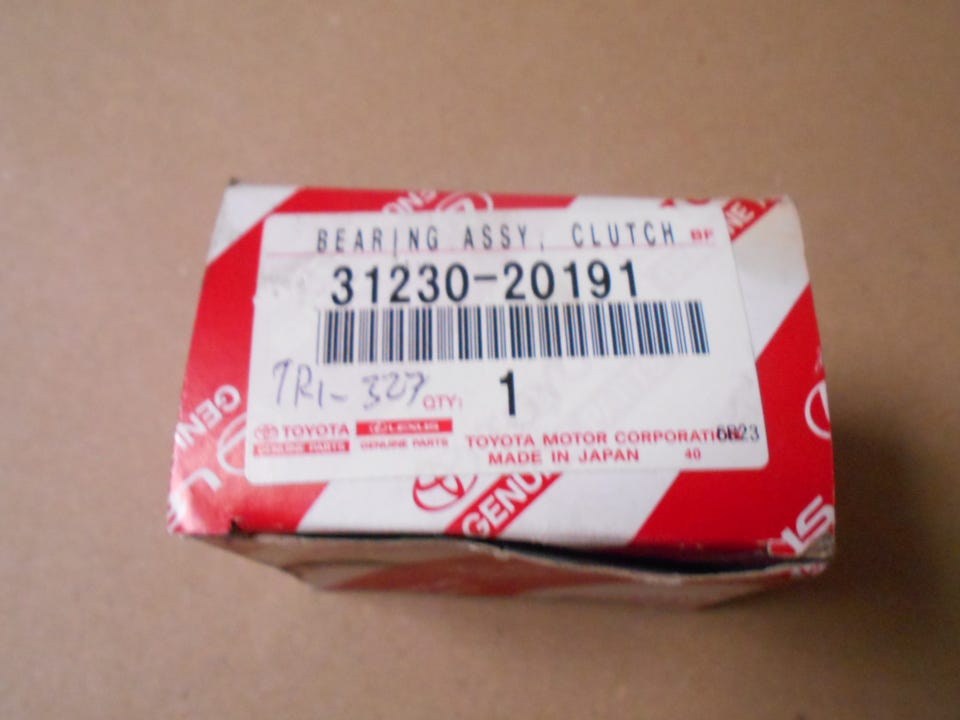 BEARING ASSY, CLUTCH BF
31230-20191
TR1-327 QTY: 1
TOYOTA LEXUS
GENUINE PARTS GENUINE PARTS
TOYOTA MOTOR CORPORATION
MADE IN JAPAN 40
GENUI